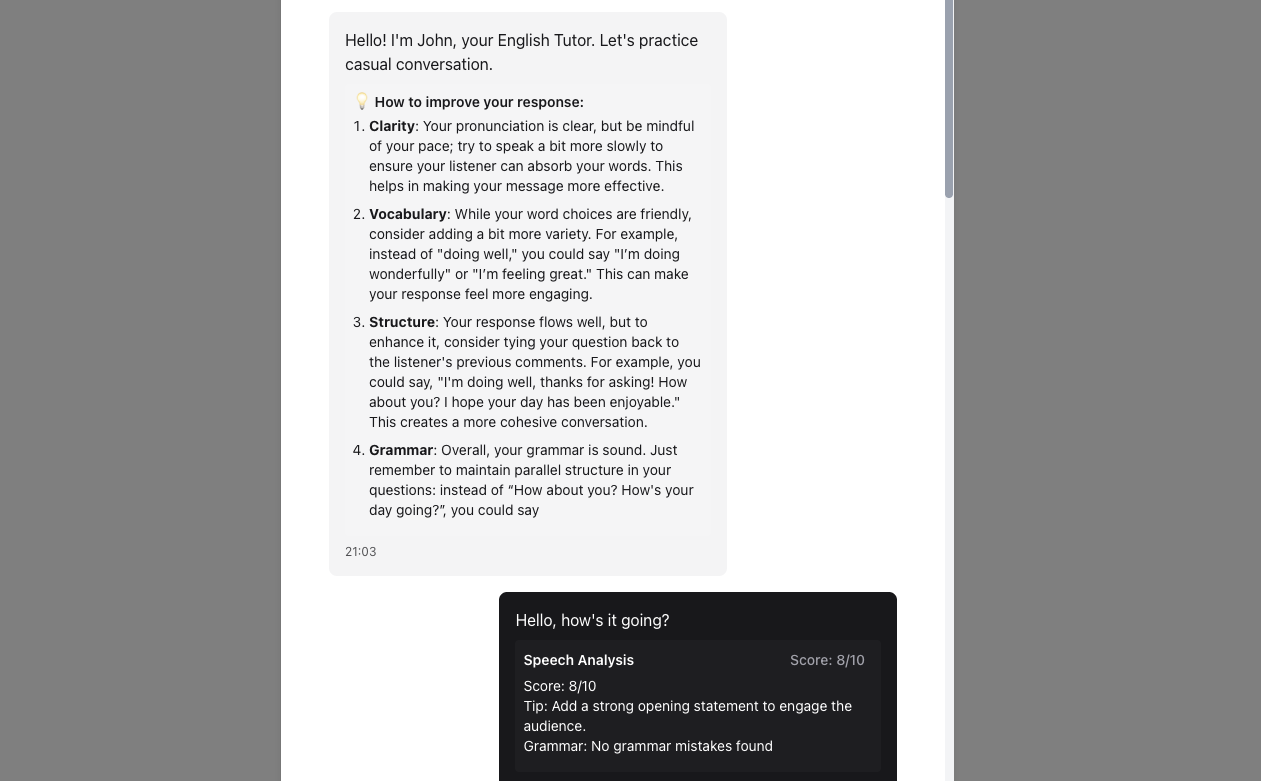 Hello! I'm John, your English Tutor. Let's practice
casual conversation.
💡 How to improve your response:
1. Clarity: Your pronunciation is clear, but be mindful
of your pace; try to speak a bit more slowly to
ensure your listener can absorb your words. This
helps in making your message more effective.
2. Vocabulary: While your word choices are friendly,
consider adding a bit more variety. For example,
instead of "doing well," you could say "I’m doing
wonderfully" or "I’m feeling great." This can make
your response feel more engaging.
3. Structure: Your response flows well, but to
enhance it, consider tying your question back to
the listener's previous comments. For example, you
could say, "I'm doing well, thanks for asking! How
about you? I hope your day has been enjoyable."
This creates a more cohesive conversation.
4. Grammar: Overall, your grammar is sound. Just
remember to maintain parallel structure in your
questions: instead of “How about you? How's your
day going?”, you could say
21:03
Hello, how's it going?
Speech Analysis Score: 8/10
Score: 8/10
Tip: Add a strong opening statement to engage the
audience.
Grammar: No grammar mistakes found